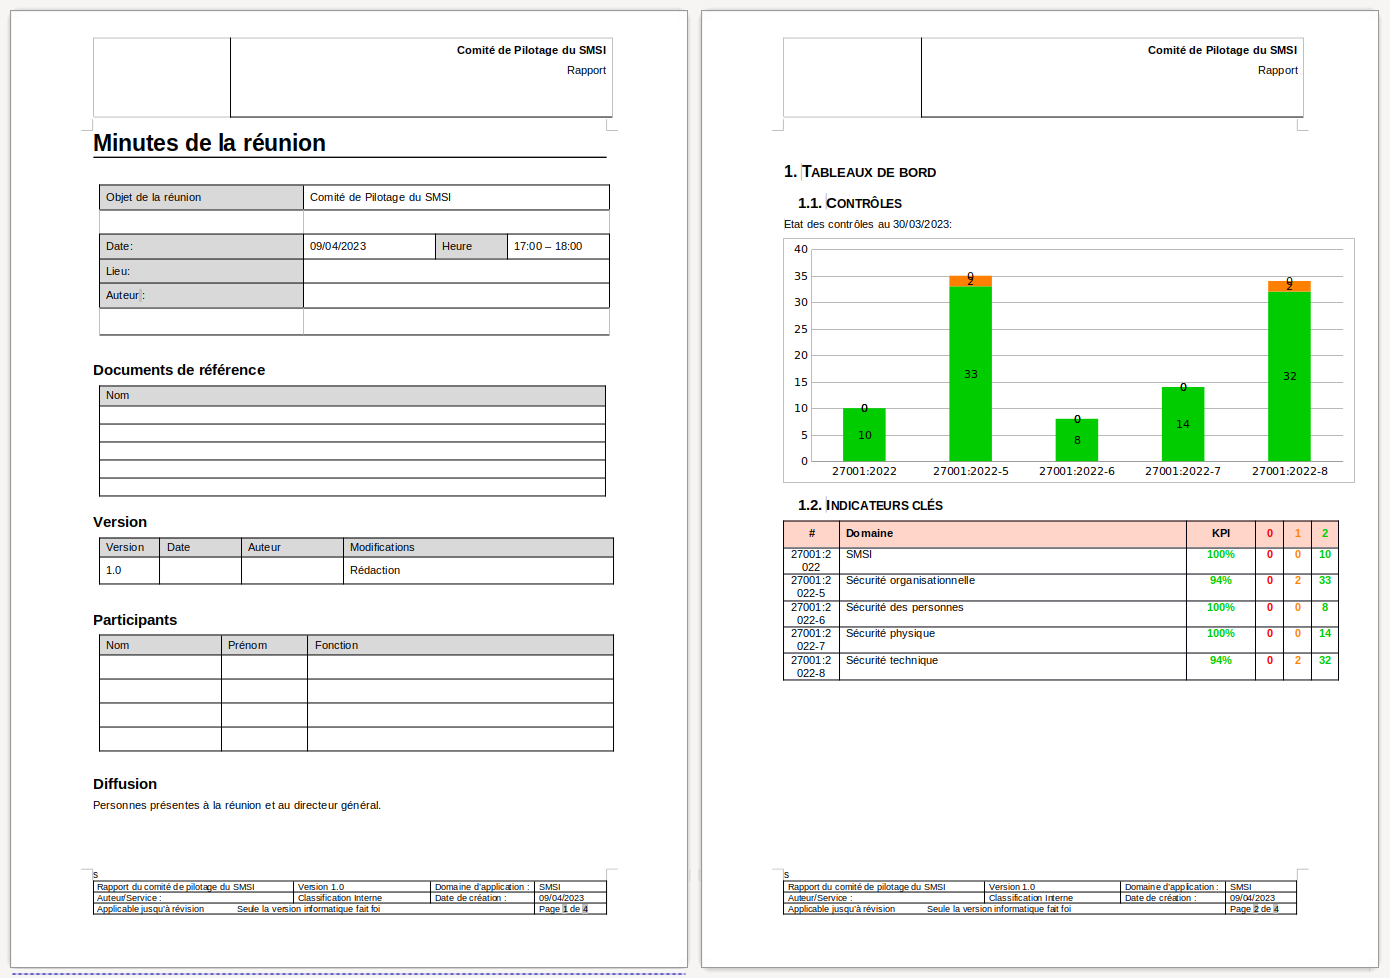 Comité de Pilotage du SMSI
Rapport
Minutes de la réunion
Objet de la réunion Comité de Pilotage du SMSI
Date: 09/04/2023 Heure 17:00 – 18:00
Lieu:
Auteur :
Documents de référence
Nom
Version
Version Date Auteur Modifications
1.0 Rédaction
Participants
Nom Prénom Fonction
Diffusion
Personnes présentes à la réunion et au directeur général.
s
Rapport du comité de pilotage du SMSI Version 1.0 Domaine d'application : SMSI
Auteur/Service : Classification Interne Date de création : 09/04/2023
Applicable jusqu'à révision Seule la version informatique fait foi Page 1 de 4
Comité de Pilotage du SMSI
Rapport
1. TABLEAUX DE BORD
1.1. CONTRÔLES
Etat des contrôles au 30/03/2023:
40
35
30
25
20
15
10
5
0
0
10
0
2
33
0
8
0
14
0
2
32
27001:2022 27001:2022-5 27001:2022-6 27001:2022-7 27001:2022-8
1.2. INDICATEURS CLÉS
# Domaine KPI 0 1 2
27001:2 SMSI 100% 0 0 10
022
27001:2 Sécurité organisationnelle 94% 0 2 33
022-5
27001:2 Sécurité des personnes 100% 0 0 8
022-6
27001:2 Sécurité physique 100% 0 0 14
022-7
27001:2 Sécurité technique 94% 0 2 32
022-8
s
Rapport du comité de pilotage du SMSI Version 1.0 Domaine d'application : SMSI
Auteur/Service : Classification Interne Date de création : 09/04/2023
Applicable jusqu'à révision Seule la version informatique fait foi Page 2 de 4